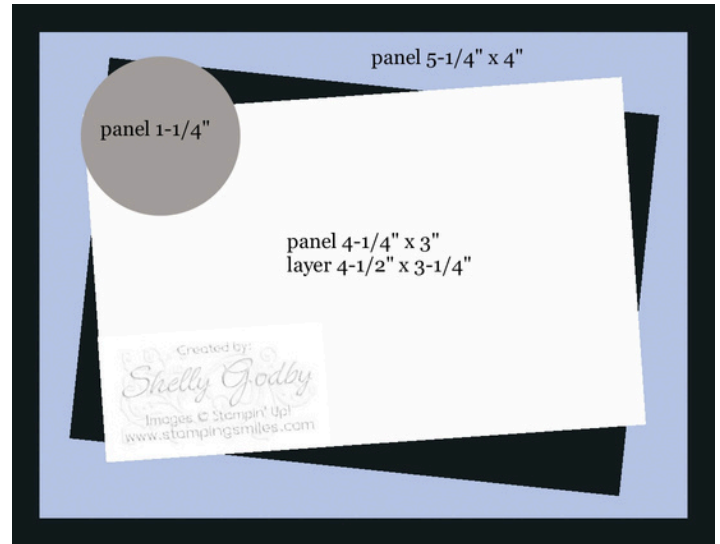 panel 5-1/4" x 4"
panel 1-1/4"
panel 4-1/4" x 3"
layer 4-1/2" x 3-1/4"
Created by:
Shelly Godby
Images © Stampin' Up!
www.stampingsmiles.com